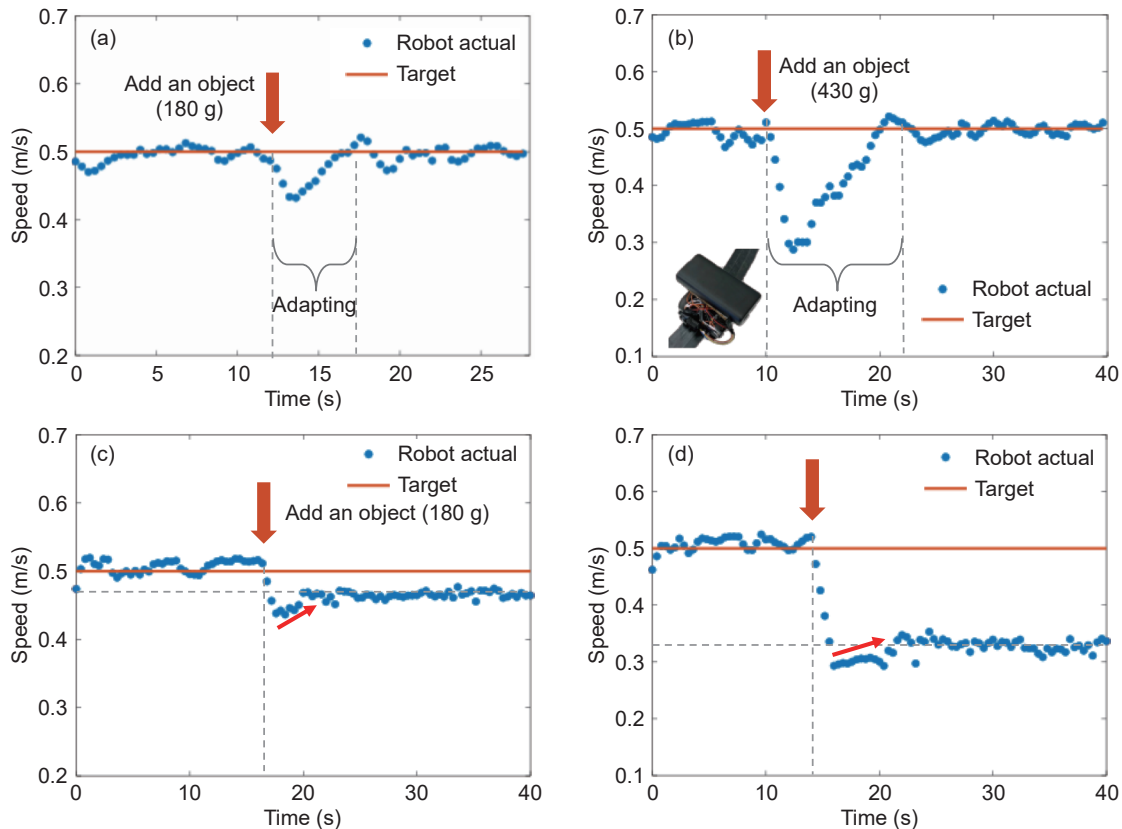 (a)
Robot actual
Target
Add an object
(180 g)
Adapting
0.7
0.6
0.5
0.4
0.3
0.2
0
5
10
15
20
25
Speed (m/s)
Time (s)
(b)
Add an object
(430 g)
Adapting
Robot actual
Target
0.7
0.6
0.5
0.4
0.3
0.2
0.1
0
10
20
30
40
Speed (m/s)
Time (s)
(c)
Robot actual
Target
Add an object (180 g)
0.7
0.6
0.5
0.4
0.3
0.2
0
10
20
30
40
Speed (m/s)
Time (s)
(d)
Robot actual
Target
0.7
0.6
0.5
0.4
0.3
0.2
0.1
0
10
20
30
40
Speed (m/s)
Time (s)